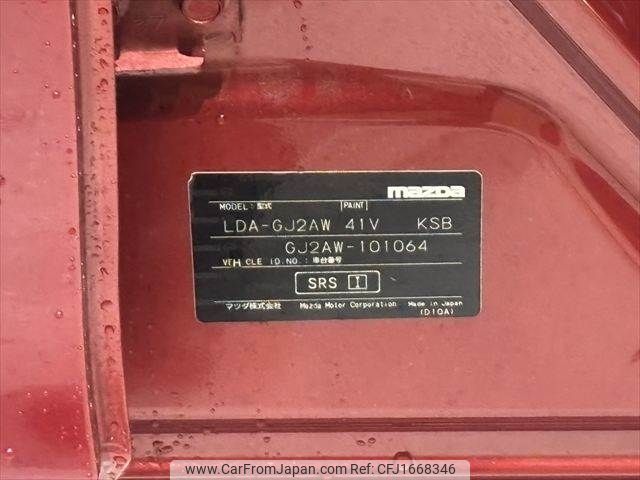 mazda
MODEL : 型式 PAINT
LDA-GJ2AW 41V KSB
GJ2AW-101064
VEHICLE ID.NO. : 車台番号
SRS I
マツダ株式会社 Mazda Motor Corporation Made in Japan
(D10A)
www.CarFromJapan.com Ref No. CFJ1668346